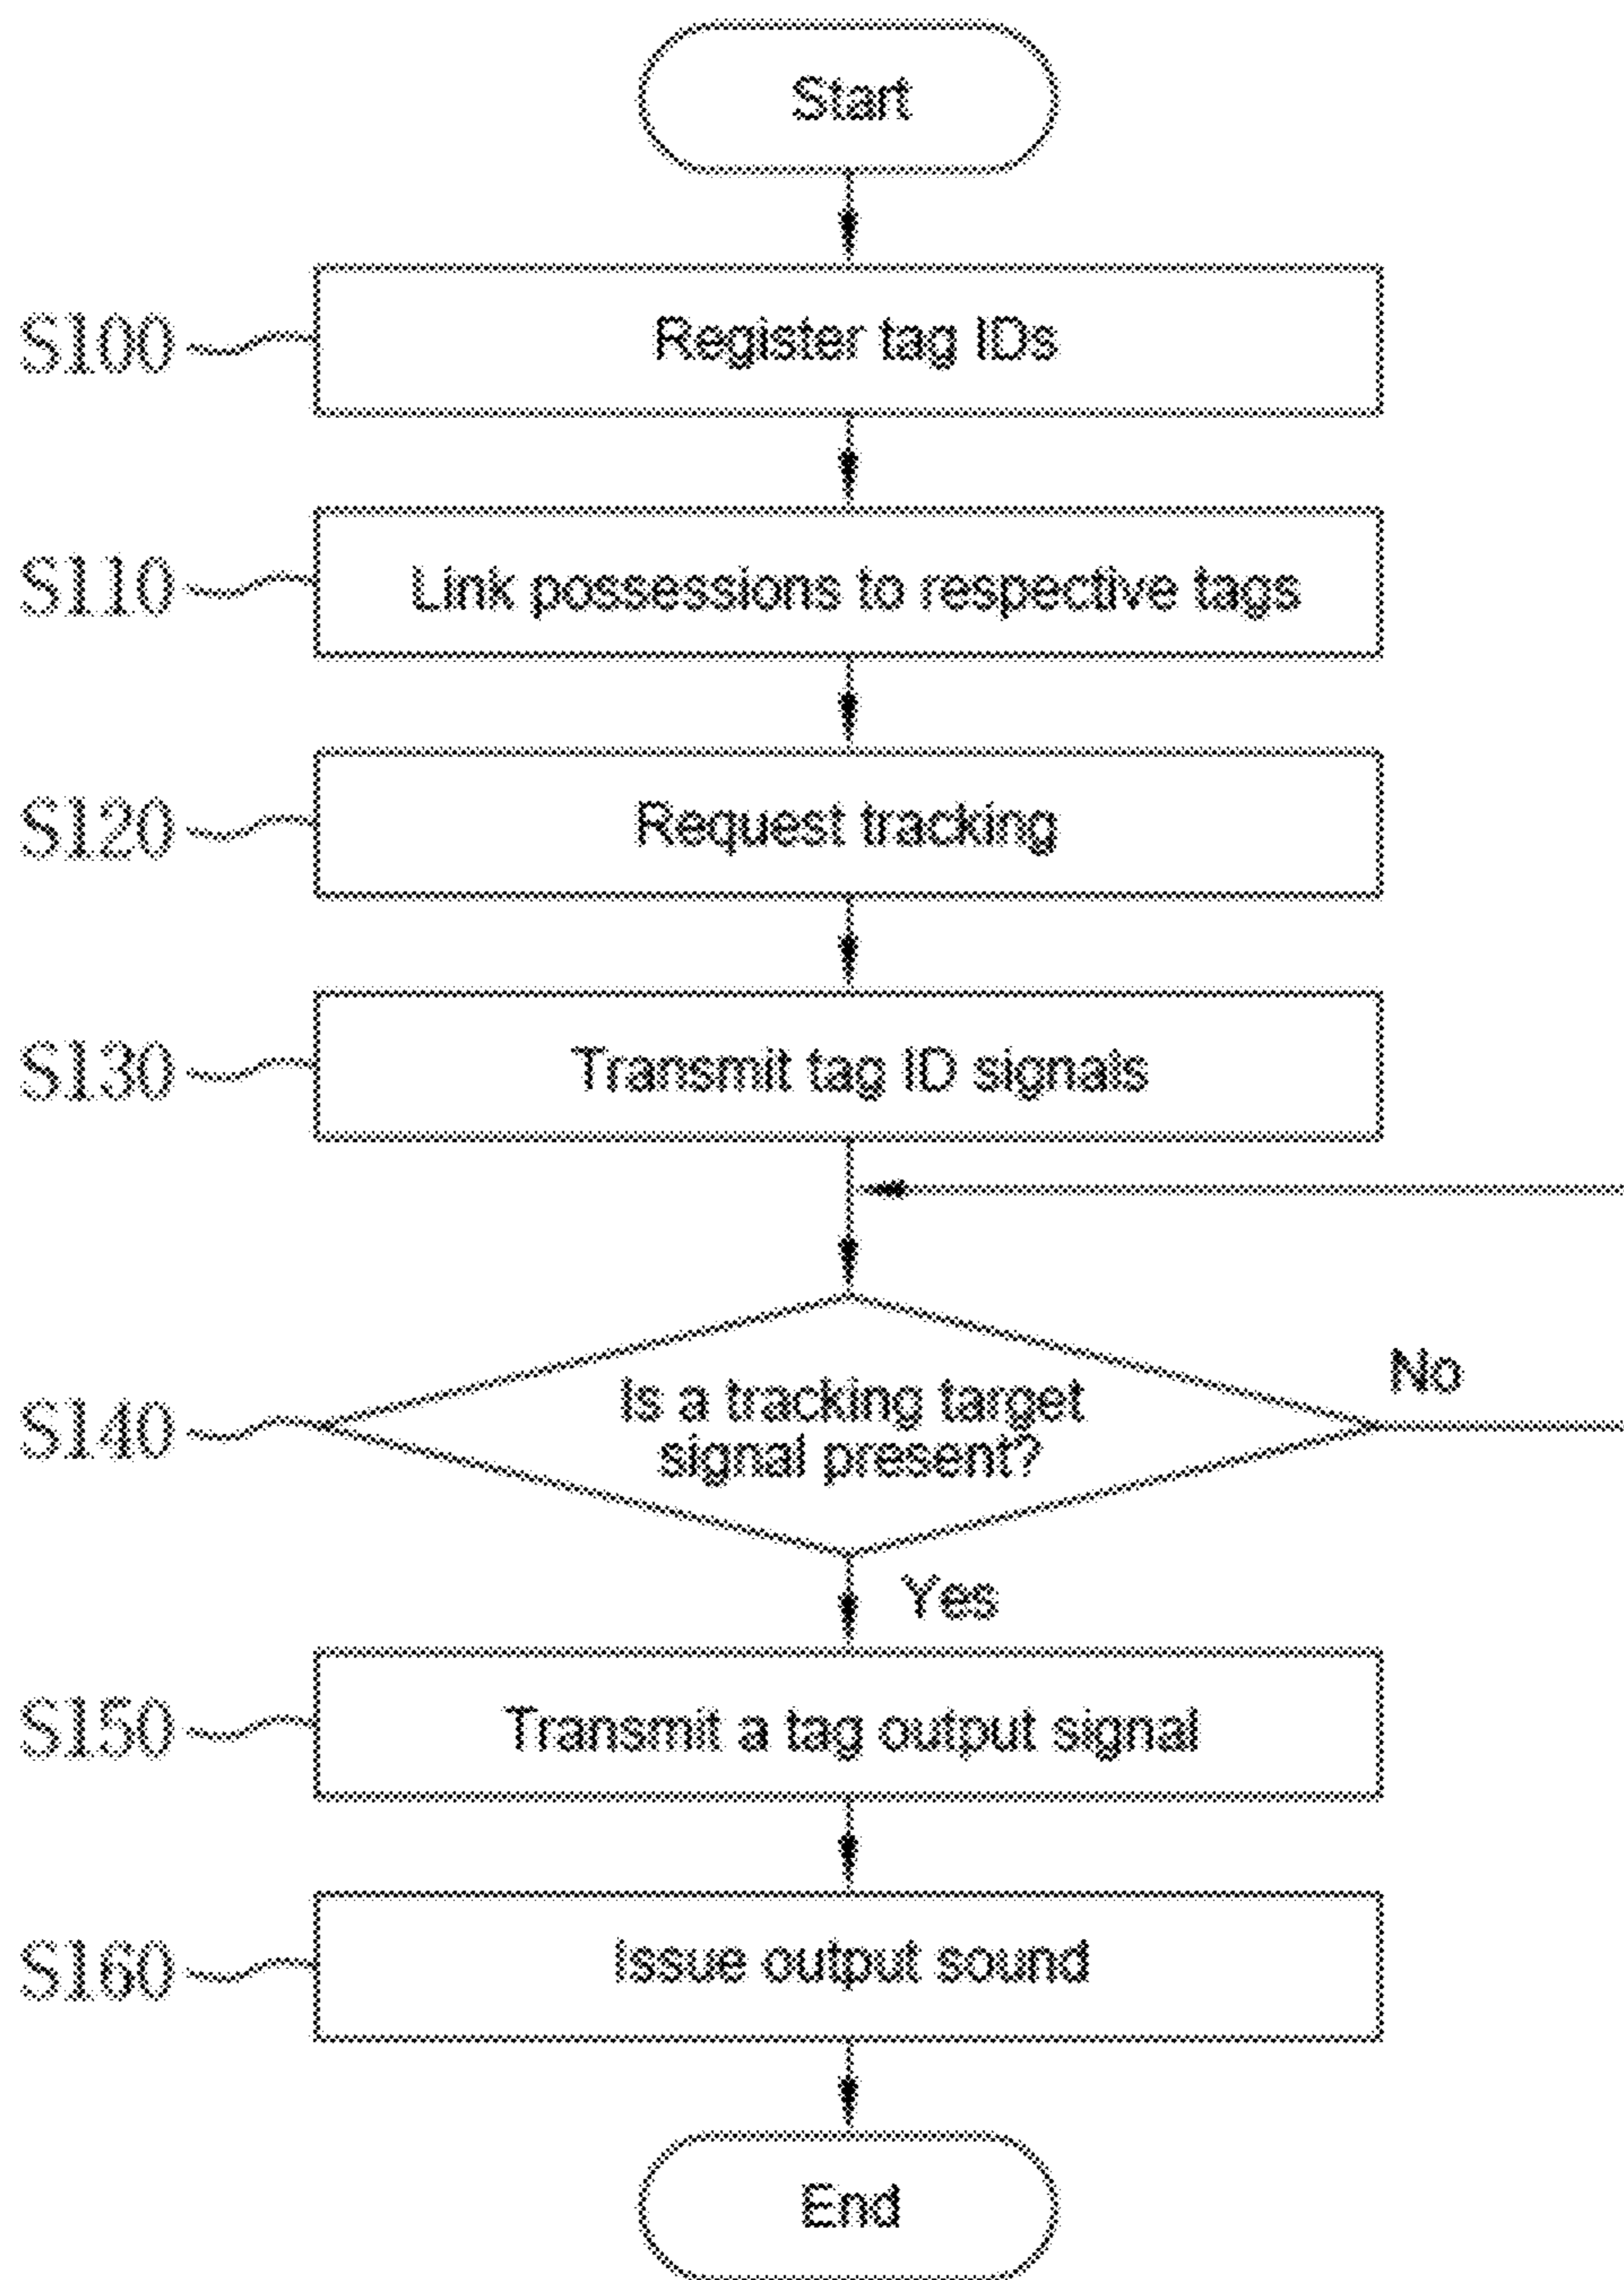 Start
S100
Register tag IDs
S110
Link possessions to respective tags
S120
Request tracking
S130
Transmit tag ID signals
S140
Is a tracking target
signal present?
No
Yes
S150
Transmit a tag output signal
S160
Issue output sound
End